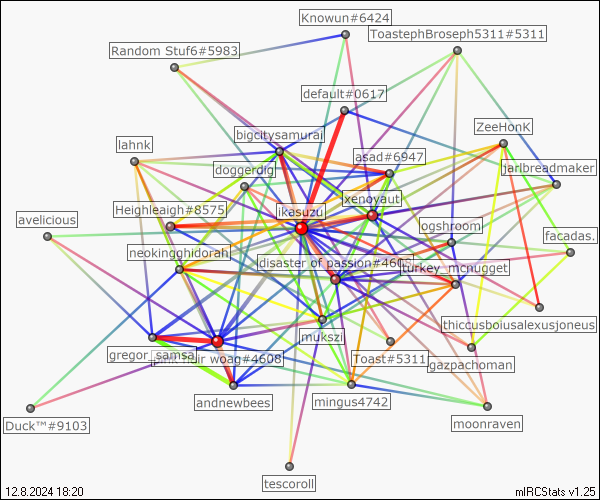 Knowun#6424
ToastephBroseph5311#5311
Random Stuf6#5983
default#0617
ZeeHonK
bigcitysamurai
lahnk
asad#6947
jarlbreadmaker
doggerdig
xenoyaut
Heighleaigh#8575
ikasuzu
avelicious
ogshroom
facadas.
neokingghidorah
disaster of passion#4608
turkey_mcnugget
thiccusboiusalexusjoneus
mukszi
gregor_samsa
hair woag#4608
Toast#5311
gazpachoman
andnewbees
mingus4742
moonraven
Duck™#9103
tescoroll
12.8.2024 18:20
mIRCStats v1.25